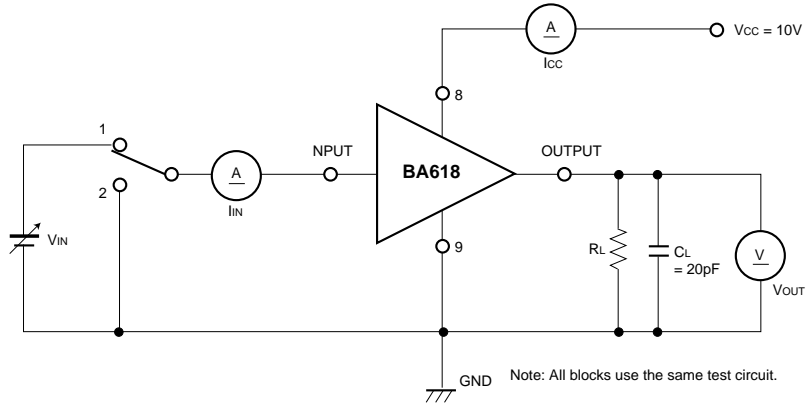 A
ICC
VCC = 10V
8
1
2
A
IIN
NPUT
BA618
OUTPUT
9
VIN
RL
CL
= 20pF
V
VOUT
GND
Note: All blocks use the same test circuit.